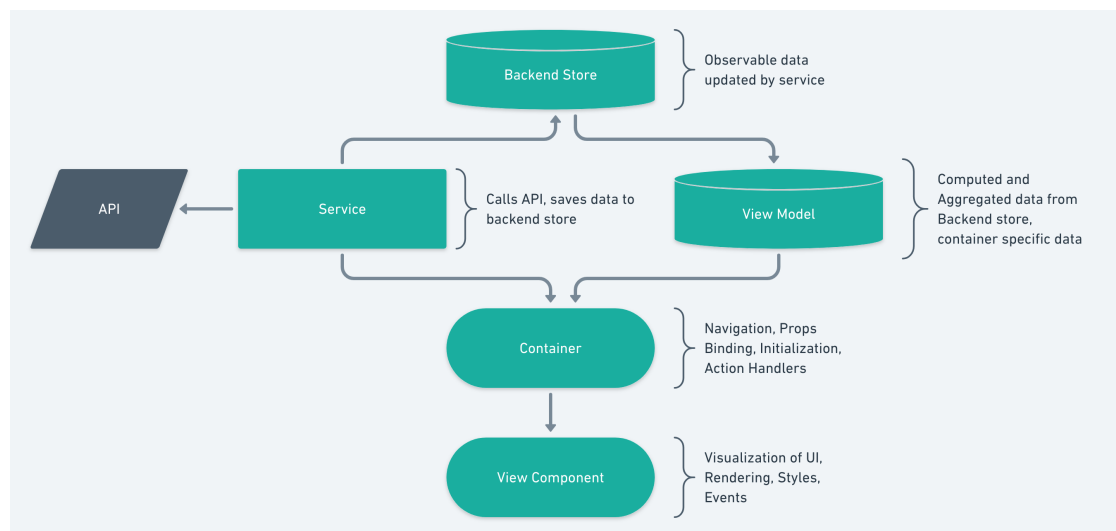 Backend Store
Observable data
updated by service
API
Service
Calls API, saves data to
backend store
View Model
Computed and
Aggregated data from
Backend store,
container specific data
Container
Navigation, Props
Binding, Initialization,
Action Handlers
View Component
Visualization of UI,
Rendering, Styles,
Events